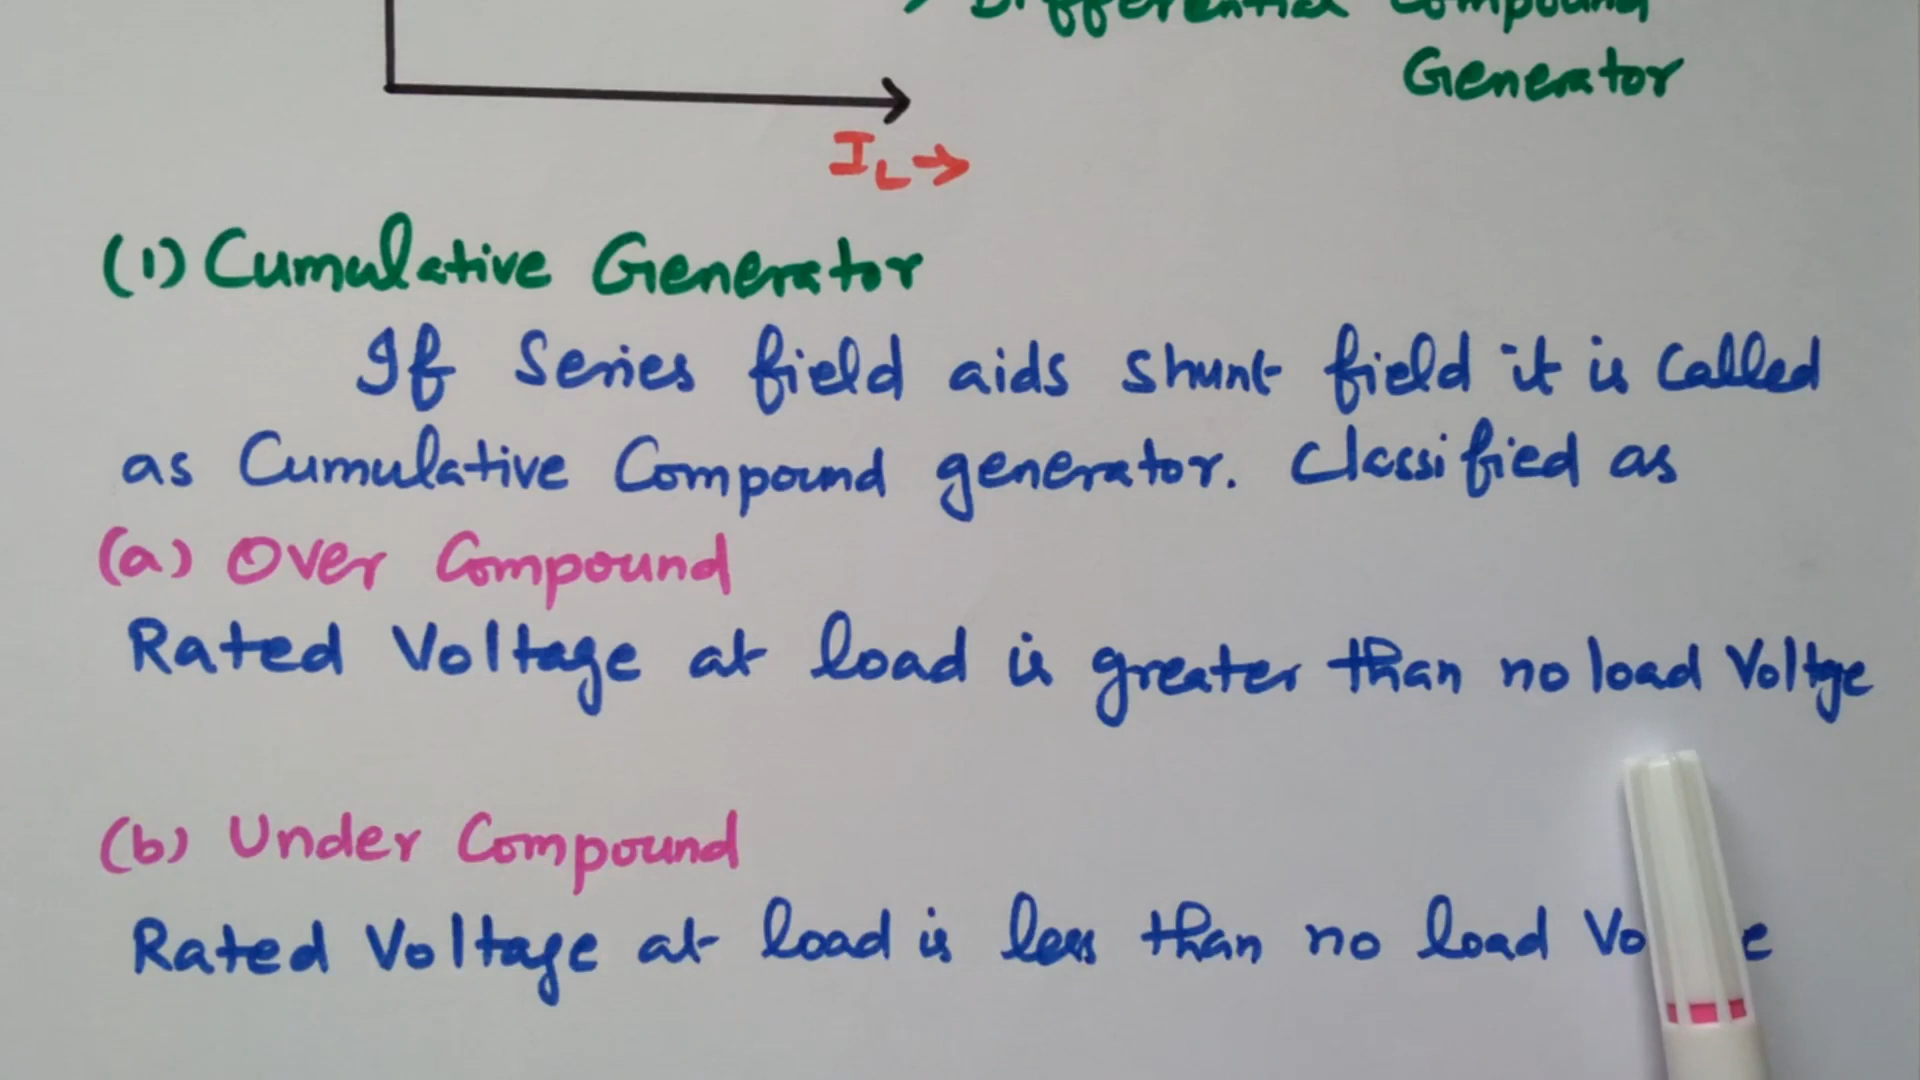 Differential Compound
Generator
IL→
(1) Cumulative Generator
If Series field aids shunt field it is Called
as Cumulative Compound generator. Classified as
(a) Over Compound
Rated Voltage at load is greater than no load Voltge
(b) Under Compound
Rated Voltage at load is less than no load